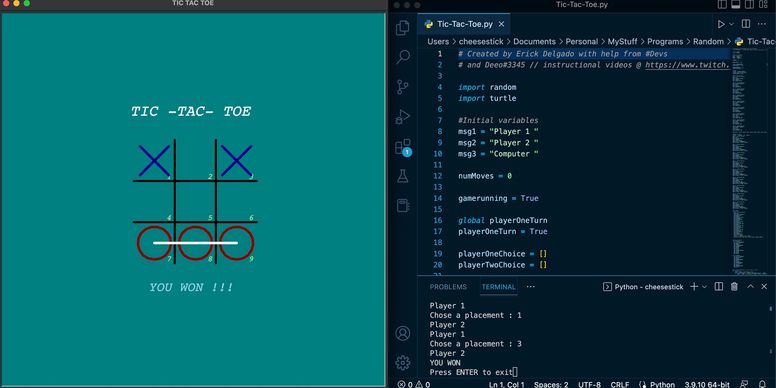 TIC TAC TOE
TIC -TAC- TOE
1
2
3
4
5
6
7
8
9
YOU WON !!!
Tic-Tac-Toe.py
Tic-Tac-Toe.py
Users > cheesestick > Documents > Personal > MyStuff > Programs > Random > Tic-Tac-
1 # Created by Erick Delgado with help from #Devs
2 # and Deeo#3345 // instructional videos @ https://www.twitch.
3
4 import random
5 import turtle
6
7 #Initial variables
8 msg1 = "Player 1 "
9 msg2 = "Player 2 "
10 msg3 = "Computer "
11
12 numMoves = 0
13
14 gamerunning = True
15
16 global playerOneTurn
17 playerOneTurn = True
18
19 playerOneChoice = []
20 playerTwoChoice = []
21
1
PROBLEMS TERMINAL ... Python - cheesestick
Player 1
Chose a placement : 1
Player 2
Player 1
Chose a placement : 3
Player 2
YOU WON
Press ENTER to exit
0 0 Ln 1, Col 1 Spaces: 2 UTF-8 CRLF Python 3.9.10 64-bit